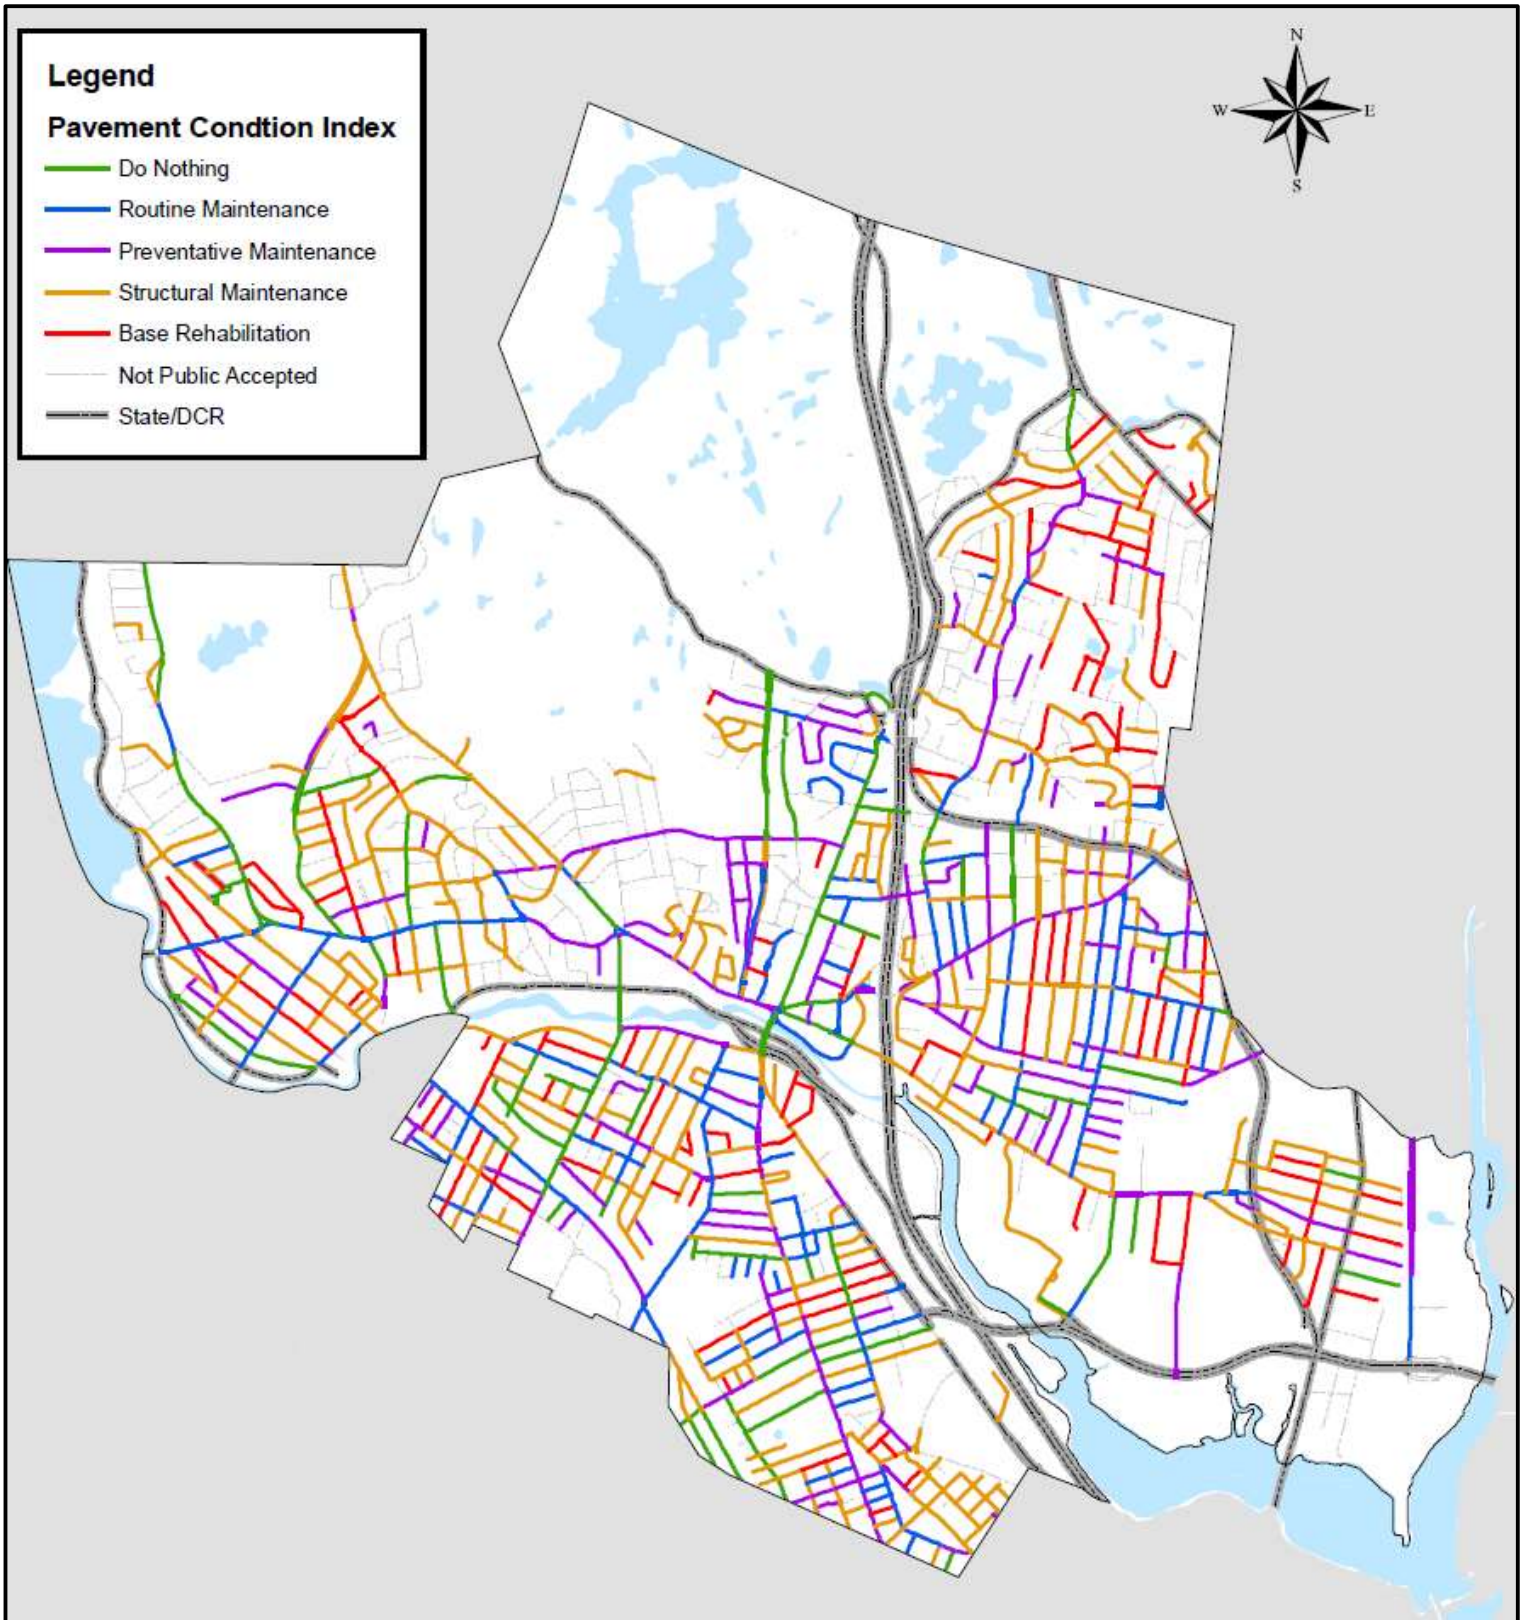 Legend
Pavement Condtion Index
Do Nothing
Routine Maintenance
Preventative Maintenance
Structural Maintenance
Base Rehabilitation
Not Public Accepted
State/DCR
N
W E
S